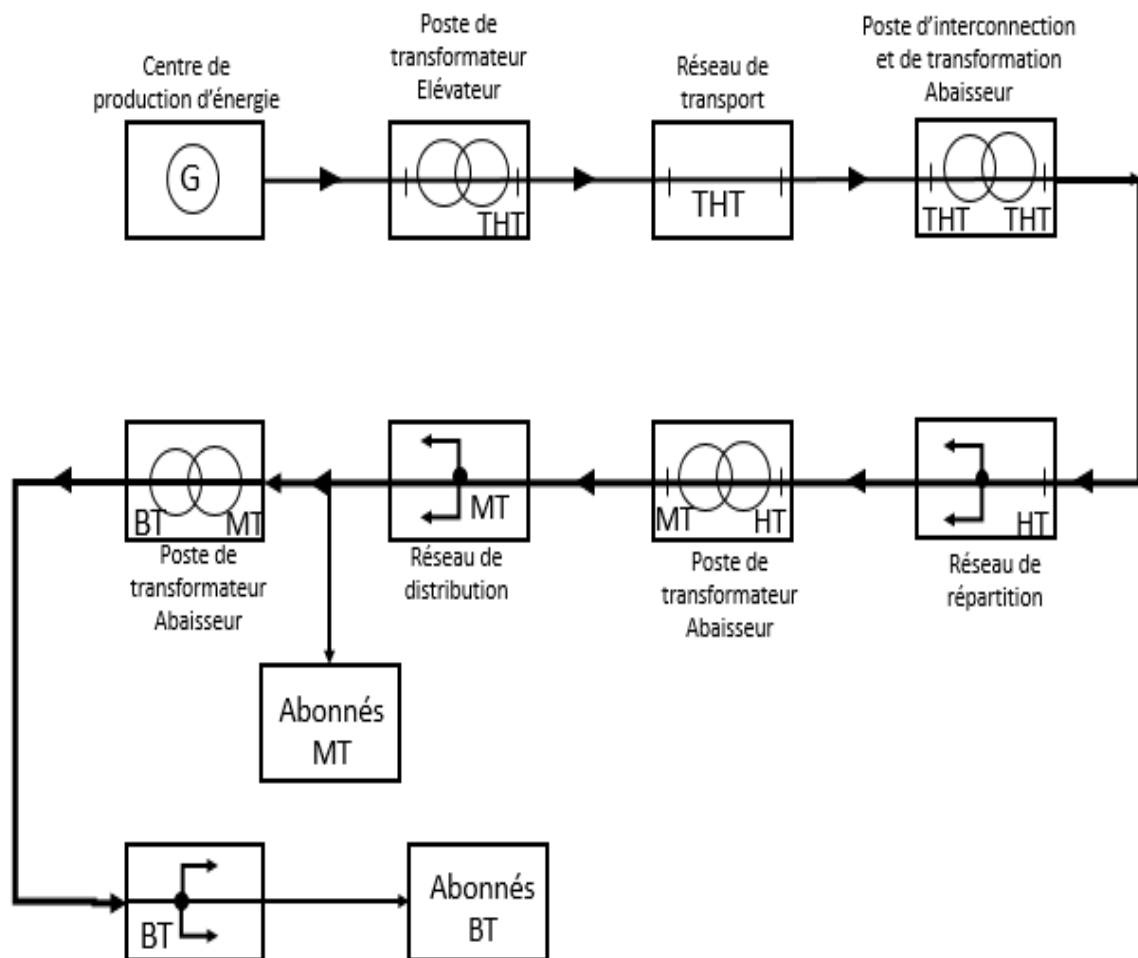 Centre de
production d'énergie
Poste de
transformateur
Elévateur
Réseau de
transport
Poste d'interconnection
et de transformation
Abaisseur
G
THT
THT
THT
THT
BT
MT
MT
MT
HT
HT
Poste de
transformateur
Abaisseur
Réseau de
distribution
Poste de
transformateur
Abaisseur
Réseau de
répartition
Abonnés
MT
BT
Abonnés
BT